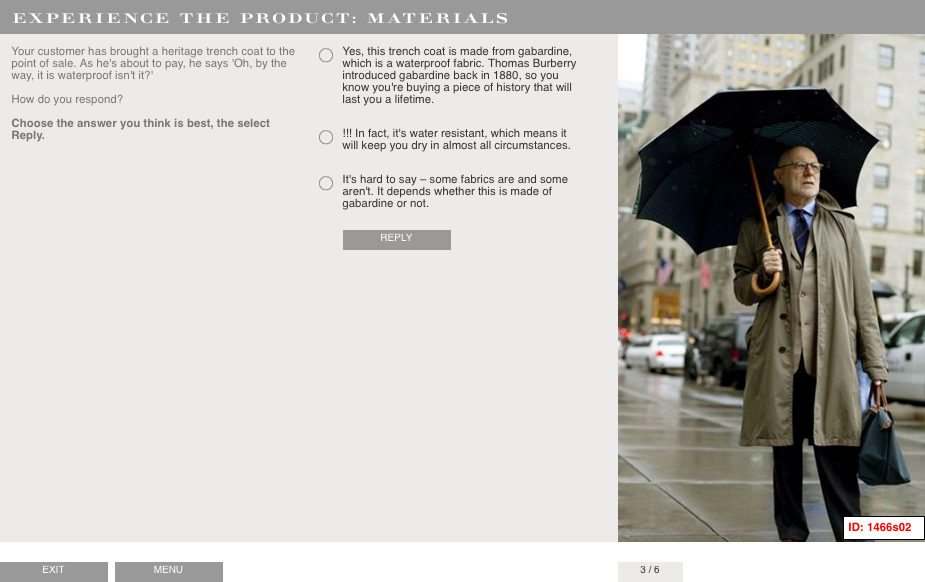 EXPERIENCE THE PRODUCT: MATERIALS
Your customer has brought a heritage trench coat to the
point of sale. As he's about to pay, he says 'Oh, by the
way, it is waterproof isn't it?'
How do you respond?
Choose the answer you think is best, the select
Reply.
Yes, this trench coat is made from gabardine,
which is a waterproof fabric. Thomas Burberry
introduced gabardine back in 1880, so you
know you're buying a piece of history that will
last you a lifetime.
!!! In fact, it's water resistant, which means it
will keep you dry in almost all circumstances.
It's hard to say – some fabrics are and some
aren't. It depends whether this is made of
gabardine or not.
REPLY
ID: 1466s02
EXIT
MENU
3 / 6